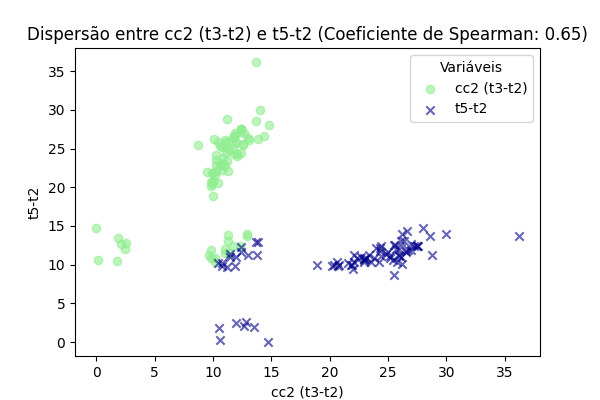 Dispersão entre cc2 (t3-t2) e t5-t2 (Coeficiente de Spearman: 0.65)
Variáveis
cc2 (t3-t2)
t5-t2
t5-t2
35
30
25
20
15
10
5
0
0 5 10 15 20 25 30 35
cc2 (t3-t2)